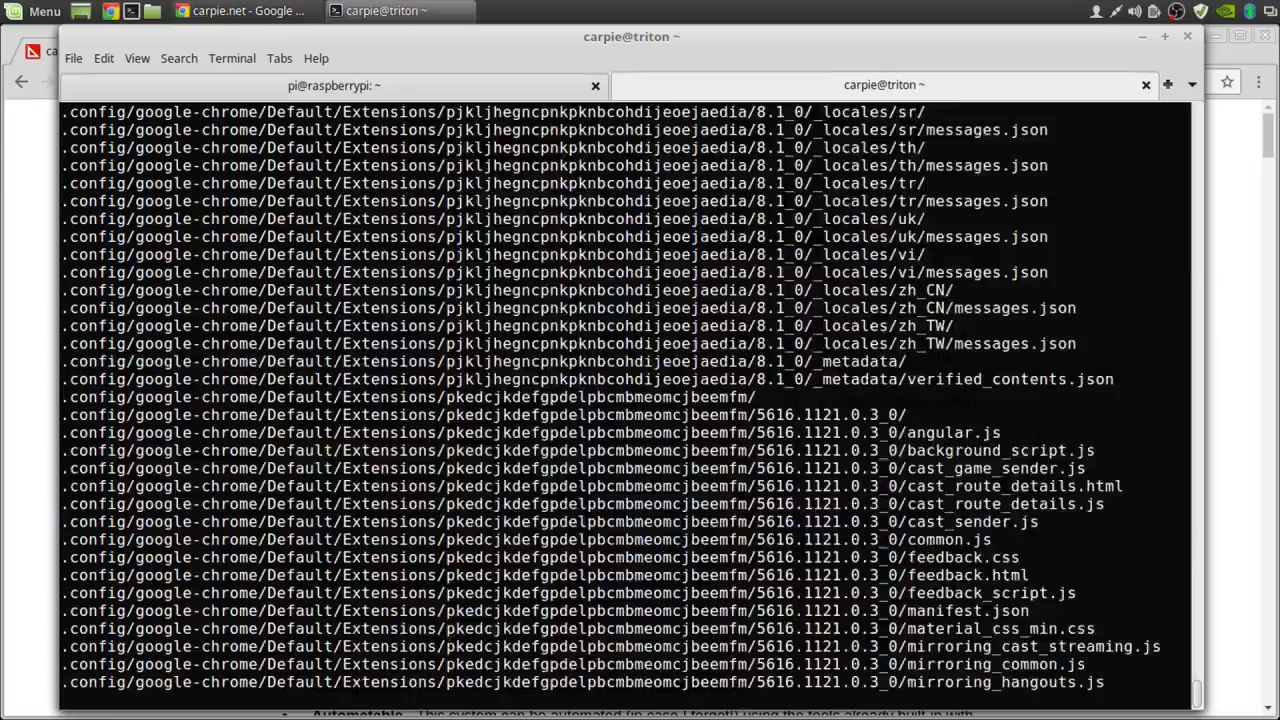 Menu carpie.net - Google ... carpie@triton ~
ca
carpie@triton ~
File Edit View Search Terminal Tabs Help
pi@raspberrypi: ~ carpie@triton ~
.config/google-chrome/Default/Extensions/pjkljhegncpnkpknbcohdijeoejaedia/8.1_0/_locales/sr/
.config/google-chrome/Default/Extensions/pjkljhegncpnkpknbcohdijeoejaedia/8.1_0/_locales/sr/messages.json
.config/google-chrome/Default/Extensions/pjkljhegncpnkpknbcohdijeoejaedia/8.1_0/_locales/th/
.config/google-chrome/Default/Extensions/pjkljhegncpnkpknbcohdijeoejaedia/8.1_0/_locales/th/messages.json
.config/google-chrome/Default/Extensions/pjkljhegncpnkpknbcohdijeoejaedia/8.1_0/_locales/tr/
.config/google-chrome/Default/Extensions/pjkljhegncpnkpknbcohdijeoejaedia/8.1_0/_locales/tr/messages.json
.config/google-chrome/Default/Extensions/pjkljhegncpnkpknbcohdijeoejaedia/8.1_0/_locales/uk/
.config/google-chrome/Default/Extensions/pjkljhegncpnkpknbcohdijeoejaedia/8.1_0/_locales/uk/messages.json
.config/google-chrome/Default/Extensions/pjkljhegncpnkpknbcohdijeoejaedia/8.1_0/_locales/vi/
.config/google-chrome/Default/Extensions/pjkljhegncpnkpknbcohdijeoejaedia/8.1_0/_locales/vi/messages.json
.config/google-chrome/Default/Extensions/pjkljhegncpnkpknbcohdijeoejaedia/8.1_0/_locales/zh_CN/
.config/google-chrome/Default/Extensions/pjkljhegncpnkpknbcohdijeoejaedia/8.1_0/_locales/zh_CN/messages.json
.config/google-chrome/Default/Extensions/pjkljhegncpnkpknbcohdijeoejaedia/8.1_0/_locales/zh_TW/
.config/google-chrome/Default/Extensions/pjkljhegncpnkpknbcohdijeoejaedia/8.1_0/_locales/zh_TW/messages.json
.config/google-chrome/Default/Extensions/pjkljhegncpnkpknbcohdijeoejaedia/8.1_0/_metadata/
.config/google-chrome/Default/Extensions/pjkljhegncpnkpknbcohdijeoejaedia/8.1_0/_metadata/verified_contents.json
.config/google-chrome/Default/Extensions/pkedcjkdefgpdelpbcmbmeomcjbeemfm/
.config/google-chrome/Default/Extensions/pkedcjkdefgpdelpbcmbmeomcjbeemfm/5616.1121.0.3_0/
.config/google-chrome/Default/Extensions/pkedcjkdefgpdelpbcmbmeomcjbeemfm/5616.1121.0.3_0/angular.js
.config/google-chrome/Default/Extensions/pkedcjkdefgpdelpbcmbmeomcjbeemfm/5616.1121.0.3_0/background_script.js
.config/google-chrome/Default/Extensions/pkedcjkdefgpdelpbcmbmeomcjbeemfm/5616.1121.0.3_0/cast_game_sender.js
.config/google-chrome/Default/Extensions/pkedcjkdefgpdelpbcmbmeomcjbeemfm/5616.1121.0.3_0/cast_route_details.html
.config/google-chrome/Default/Extensions/pkedcjkdefgpdelpbcmbmeomcjbeemfm/5616.1121.0.3_0/cast_route_details.js
.config/google-chrome/Default/Extensions/pkedcjkdefgpdelpbcmbmeomcjbeemfm/5616.1121.0.3_0/cast_sender.js
.config/google-chrome/Default/Extensions/pkedcjkdefgpdelpbcmbmeomcjbeemfm/5616.1121.0.3_0/common.js
.config/google-chrome/Default/Extensions/pkedcjkdefgpdelpbcmbmeomcjbeemfm/5616.1121.0.3_0/feedback.css
.config/google-chrome/Default/Extensions/pkedcjkdefgpdelpbcmbmeomcjbeemfm/5616.1121.0.3_0/feedback.html
.config/google-chrome/Default/Extensions/pkedcjkdefgpdelpbcmbmeomcjbeemfm/5616.1121.0.3_0/feedback_script.js
.config/google-chrome/Default/Extensions/pkedcjkdefgpdelpbcmbmeomcjbeemfm/5616.1121.0.3_0/manifest.json
.config/google-chrome/Default/Extensions/pkedcjkdefgpdelpbcmbmeomcjbeemfm/5616.1121.0.3_0/material_css_min.css
.config/google-chrome/Default/Extensions/pkedcjkdefgpdelpbcmbmeomcjbeemfm/5616.1121.0.3_0/mirroring_cast_streaming.js
.config/google-chrome/Default/Extensions/pkedcjkdefgpdelpbcmbmeomcjbeemfm/5616.1121.0.3_0/mirroring_common.js
.config/google-chrome/Default/Extensions/pkedcjkdefgpdelpbcmbmeomcjbeemfm/5616.1121.0.3_0/mirroring_hangouts.js
Automatable - This system can be automated (in case I forget!) using the tools already built in with